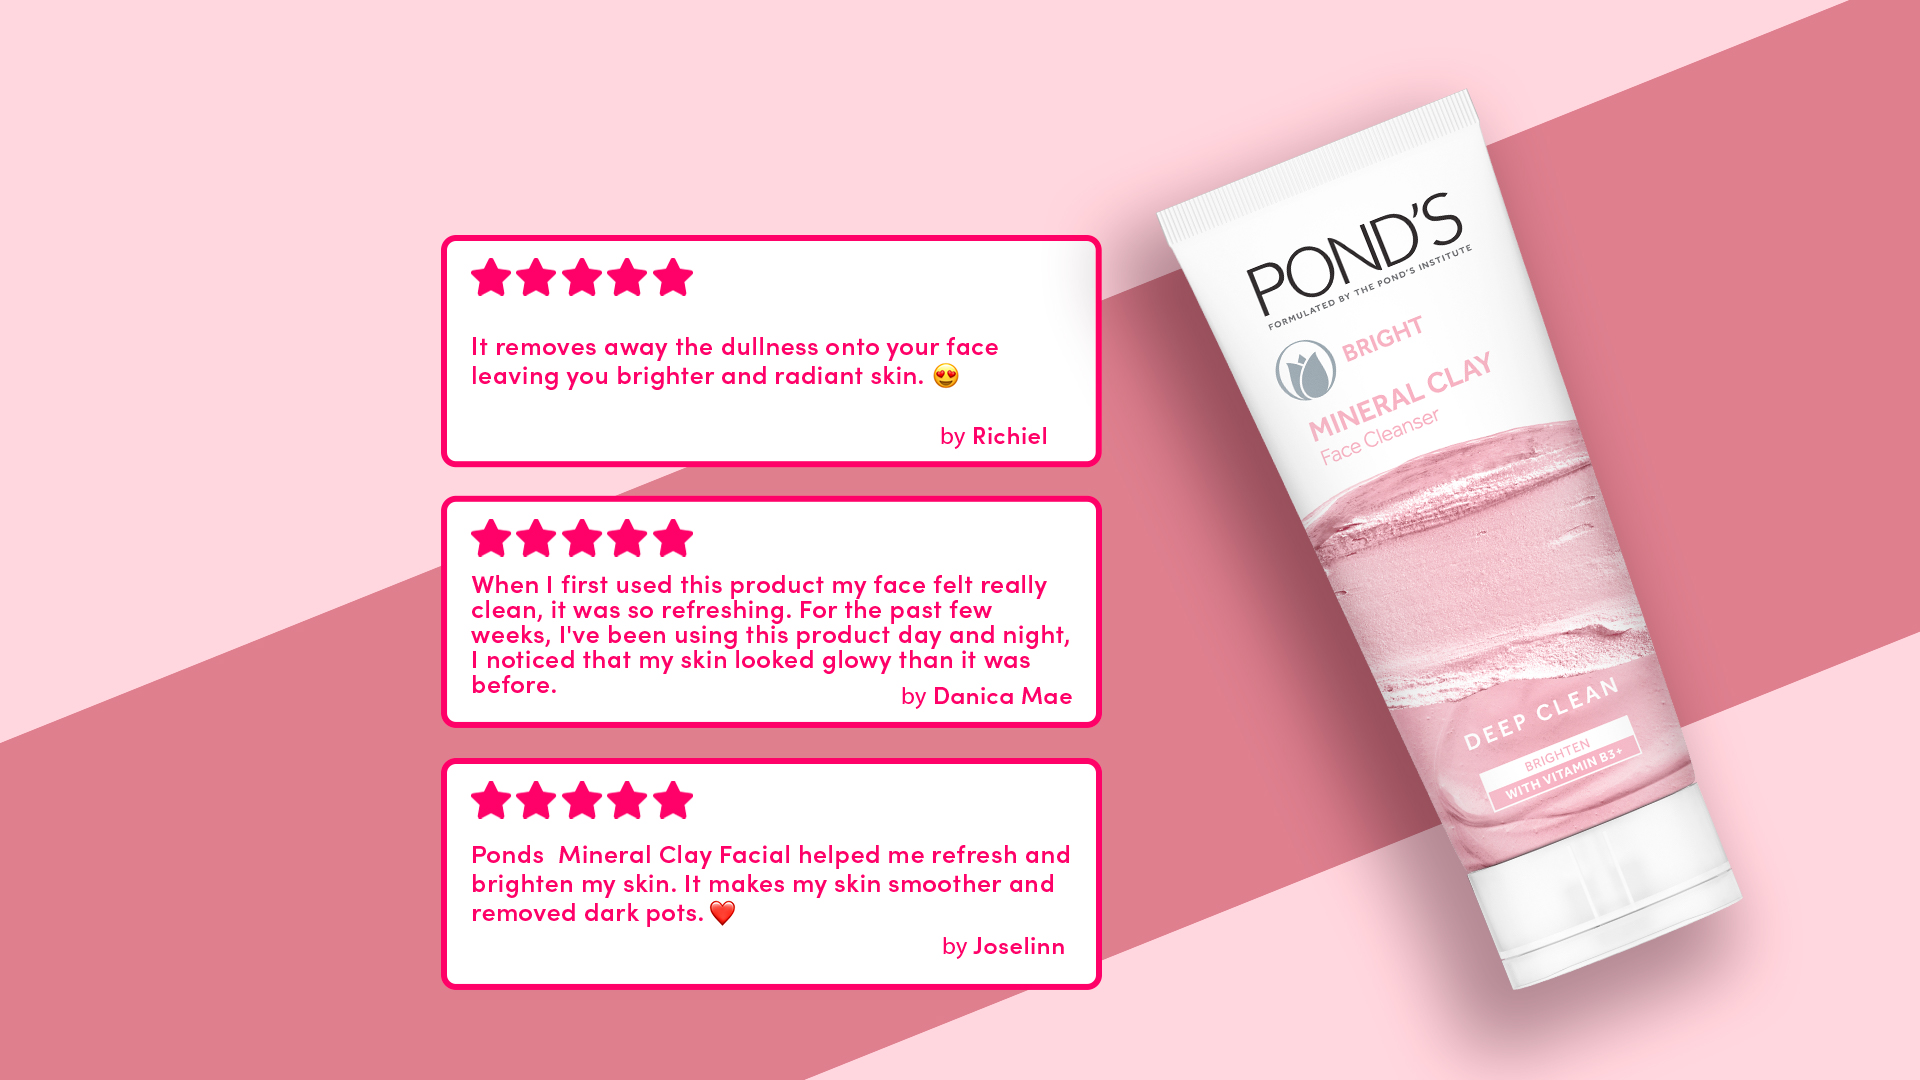 It removes away the dullness onto your face
leaving you brighter and radiant skin. 😍
by Richiel
When I first used this product my face felt really
clean, it was so refreshing. For the past few
weeks, I've been using this product day and night,
I noticed that my skin looked glowy than it was
before.
by Danica Mae
Ponds  Mineral Clay Facial helped me refresh and
brighten my skin. It makes my skin smoother and
removed dark pots. ❤️
by Joselinn
POND'S
FORMULATED BY THE POND'S INSTITUTE
BRIGHT
MINERAL CLAY
Face Cleanser
DEEP CLEAN
BRIGHTEN
WITH VITAMIN B3+